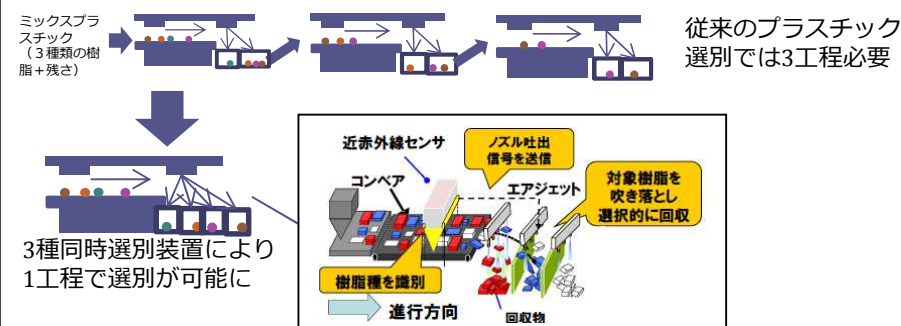 ミックスプラ
スチック
(3種類の樹
脂+残さ)
従来のプラスチック
選別では3工程必要
3種同時選別装置により
1工程で選別が可能に
近赤外線センサ
ノズル吐出
信号を送信
コンベア
エアジェット
対象樹脂を
吹き落とし
選択的に回収
樹脂種を識別
進行方向
回収物